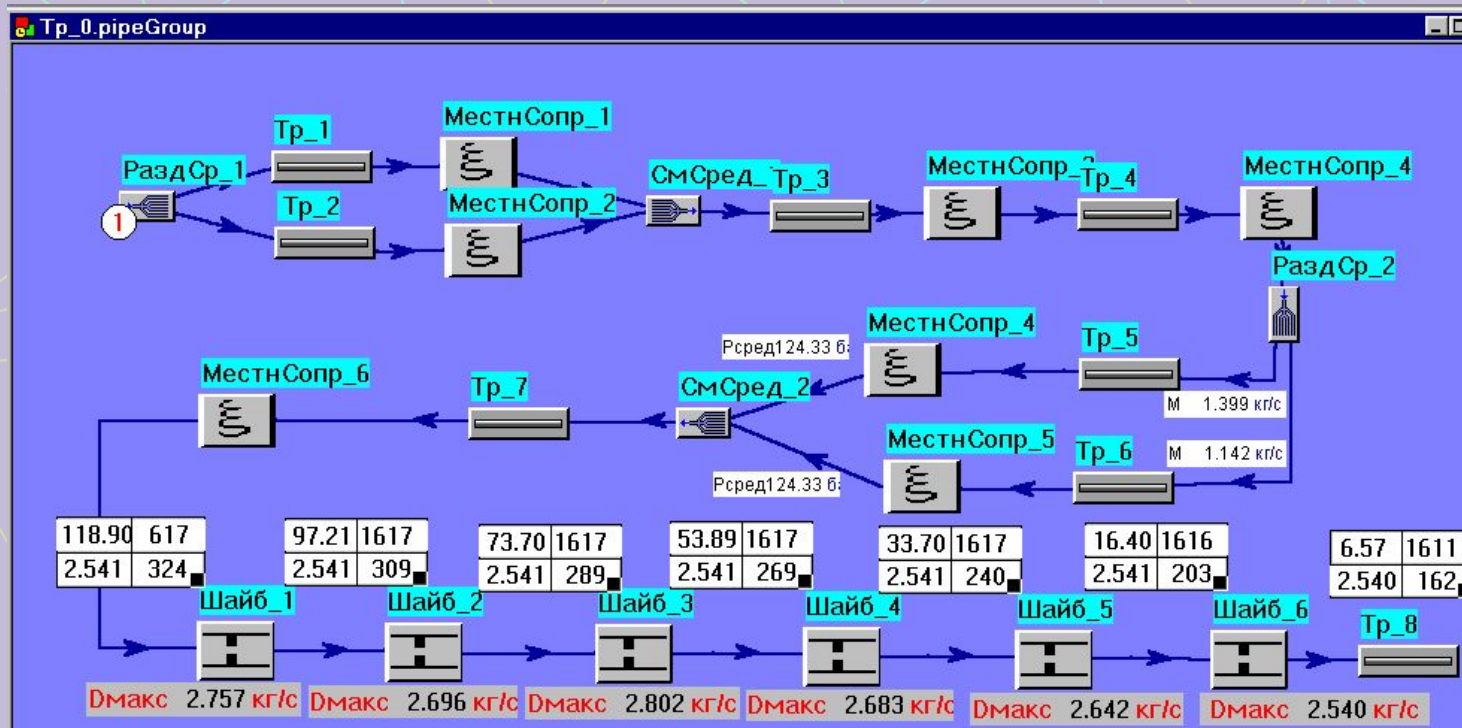 Tp_0.pipeGroup
МестнСопр_1
Тр_1
РаздСр_1
1
Тр_2
МестнСопр_2
СмСред_
Тр_3
МестнСопр_
Тр_4
МестнСопр_4
РаздСр_2
МестнСопр_4
Тр_5
Pсред124.33
М 1.399 кг/с
МестнСопр_6
Тр_7
СмСред_2
МестнСопр_5
Тр_6
М 1.142 кг/с
Pсред124.33
118.90 617
2.541 324
97.21 1617
2.541 309
73.70 1617
2.541 289
53.89 1617
2.541 269
33.70 1617
2.541 240
16.40 1616
2.541 203
6.57 1611
2.540 162
Шайб_1
Шайб_2
Шайб_3
Шайб_4
Шайб_5
Шайб_6
Тр_8
Dмакс 2.757 кг/с
Dмакс 2.696 кг/с
Dмакс 2.802 кг/с
Dмакс 2.683 кг/с
Dмакс 2.642 кг/с
Dмакс 2.540 кг/с